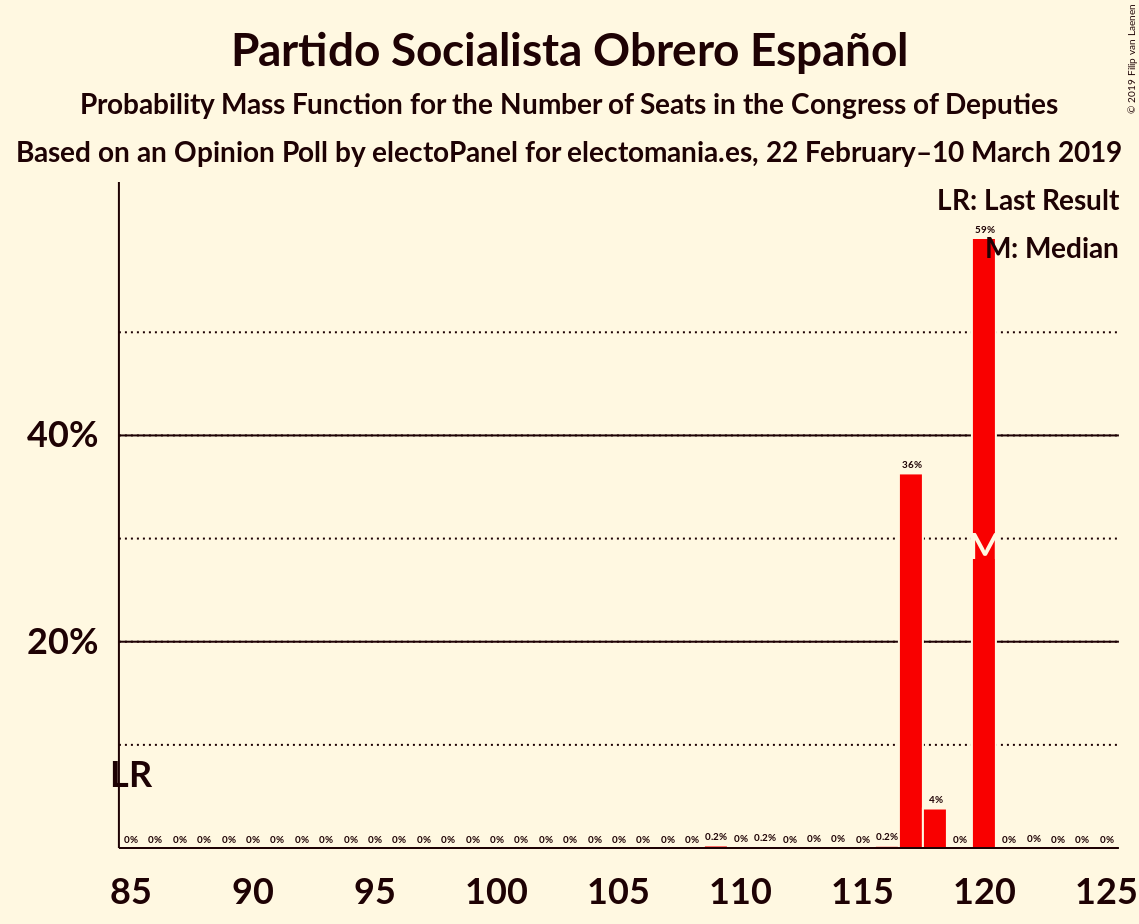 Partido Socialista Obrero Español
Probability Mass Function for the Number of Seats in the Congress of Deputies
Based on an Opinion Poll by electoPanel for electomania.es, 22 February–10 March 2019
© 2019 Filip van Laenen
LR: Last Result
M: Median
59%
40%
36%
M
20%
LR
4%
0% 0% 0% 0% 0% 0% 0% 0% 0% 0% 0% 0% 0% 0% 0% 0% 0% 0% 0% 0% 0% 0% 0% 0% 0.2% 0% 0.2% 0% 0% 0% 0% 0.2% 0% 0% 0% 0% 0% 0%
85 90 95 100 105 110 115 120 125